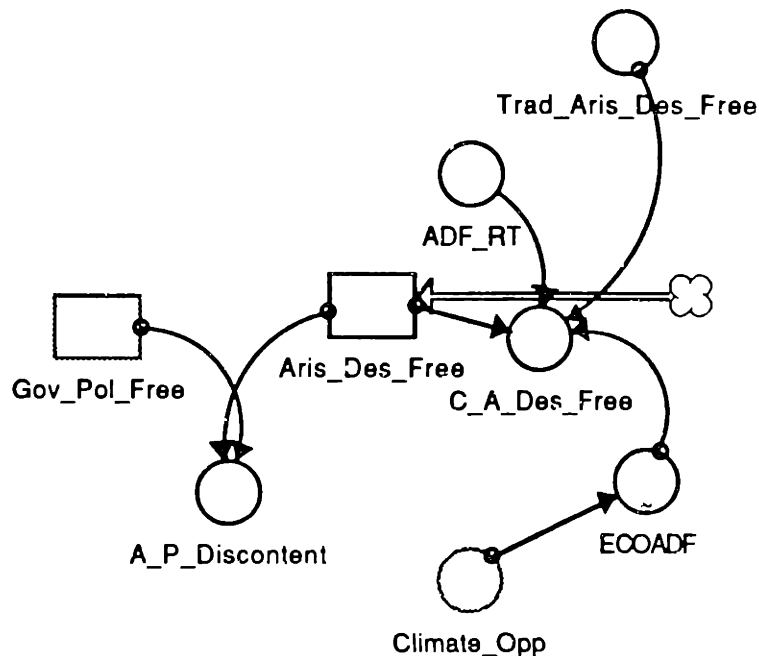 Trad_Aris_Des_Free
ADF_RT
Aris_Des_Free
Gov_Pol_Free
C_A_Des_Free
A_P_Discontent
ECOADF
~
Climate_Opp